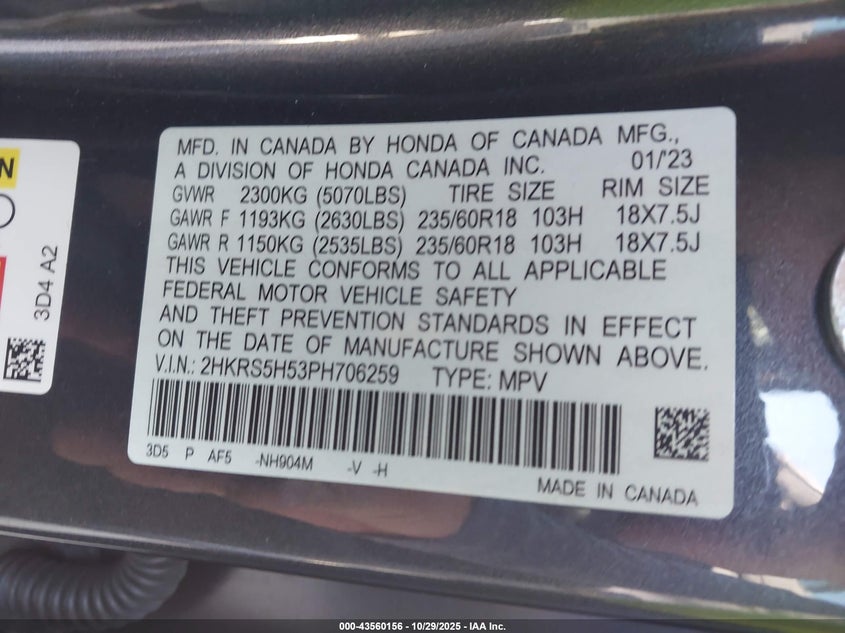 N
3D4 A2
MFD. IN CANADA BY HONDA OF CANADA MFG.,
A DIVISION OF HONDA CANADA INC. 01/'23
GVWR 2300KG (5070LBS) TIRE SIZE RIM SIZE
GAWR F 1193KG (2630LBS) 235/60R18 103H 18X7.5J
GAWR R 1150KG (2535LBS) 235/60R18 103H 18X7.5J
THIS VEHICLE CONFORMS TO ALL APPLICABLE
FEDERAL MOTOR VEHICLE SAFETY
AND THEFT PREVENTION STANDARDS IN EFFECT
ON THE DATE OF MANUFACTURE SHOWN ABOVE.
V.I.N.: 2HKRS5H53PH706259 TYPE: MPV
3D5 P AF5 -NH904M -V -H
MADE IN CANADA
000-43560156 - 10/29/2025 - IAA Inc.